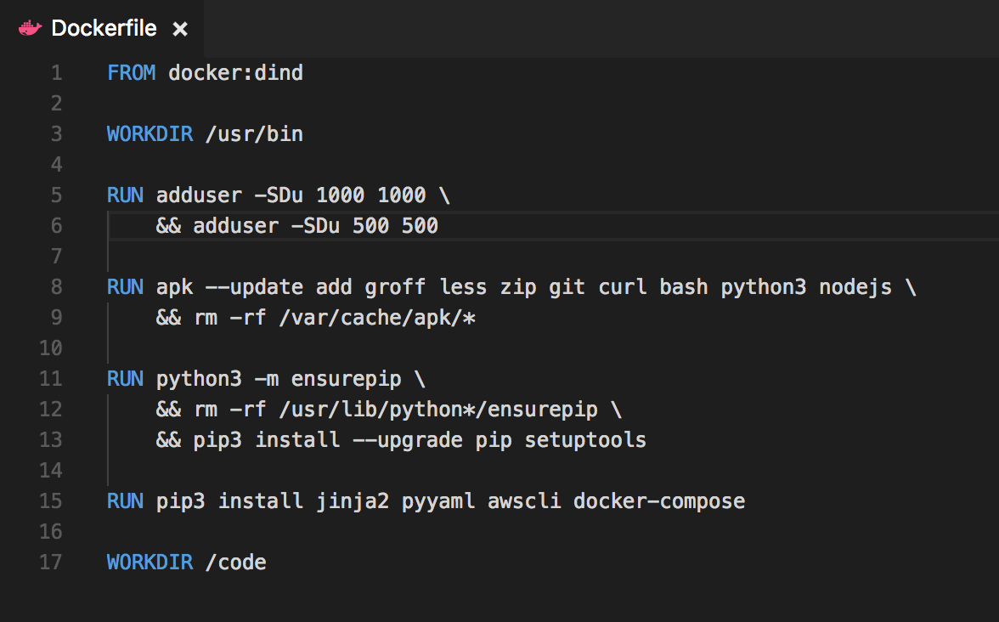 Dockerfile ×
1 FROM docker:dind
2
3 WORKDIR /usr/bin
4
5 RUN adduser -SDu 1000 1000 \
6     && adduser -SDu 500 500
7
8 RUN apk --update add groff less zip git curl bash python3 nodejs \
9     && rm -rf /var/cache/apk/*
10
11 RUN python3 -m ensurepip \
12     && rm -rf /usr/lib/python*/ensurepip \
13     && pip3 install --upgrade pip setuptools
14
15 RUN pip3 install jinja2 pyyaml awscli docker-compose
16
17 WORKDIR /code